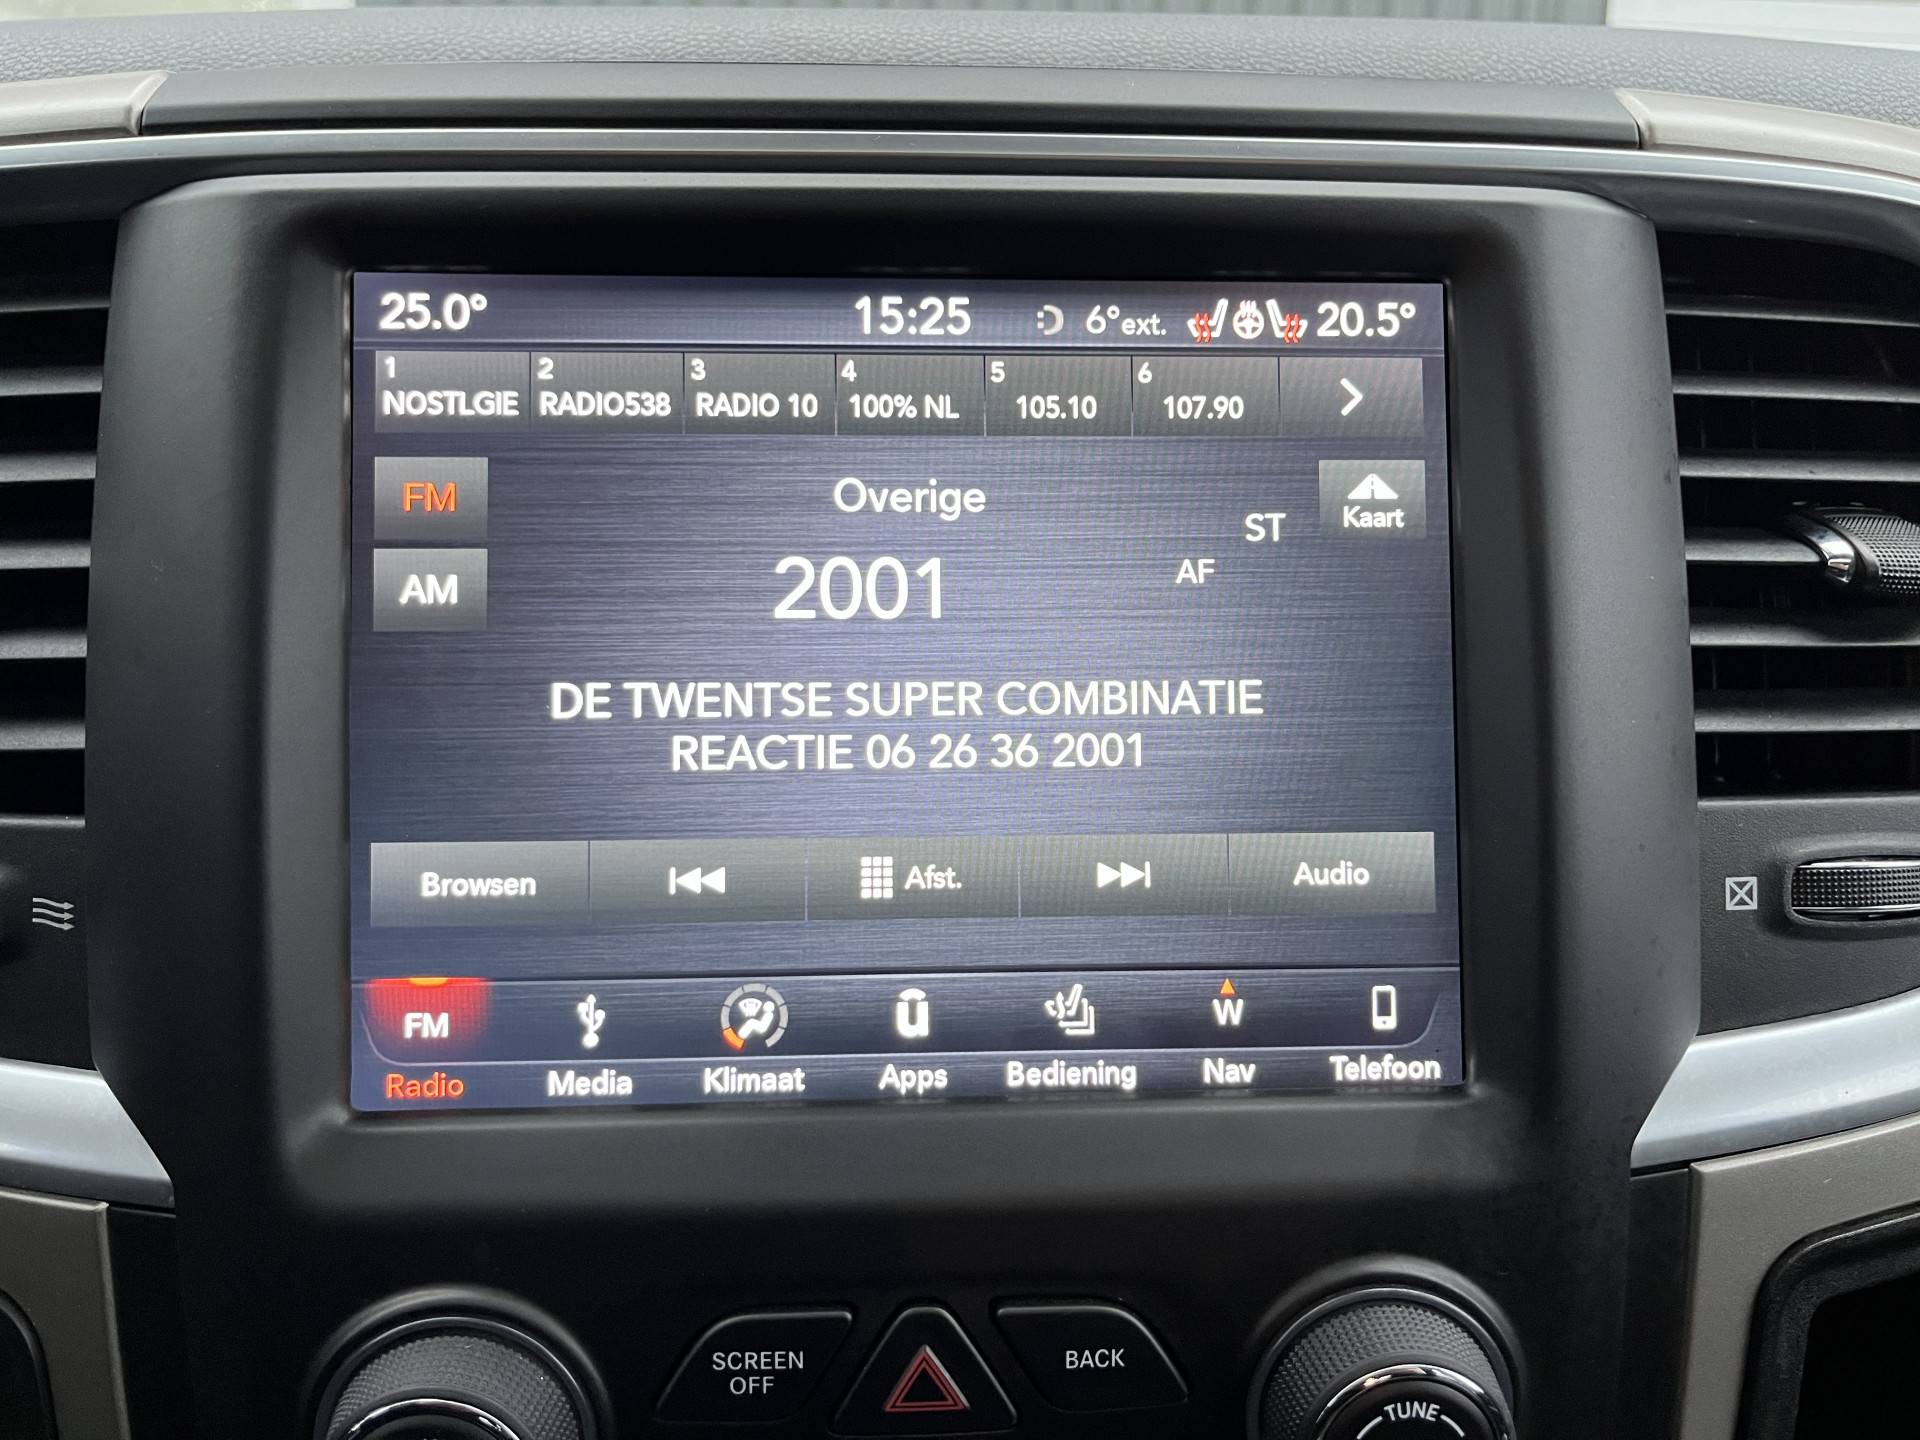 25.0° 15:25 6°ext. 20.5°
1 2 3 4 5 6
NOSTLGIE RADIO538 RADIO 10 100% NL 105.10 107.90
FM Overige Kaart
ST
AM 2001 AF
DE TWENTSE SUPER COMBINATIE
REACTIE 06 26 36 2001
Browsen Afst. Audio
FM W
Radio Media Klimaat Apps Bediening Nav Telefoon
SCREEN OFF BACK
TUNE